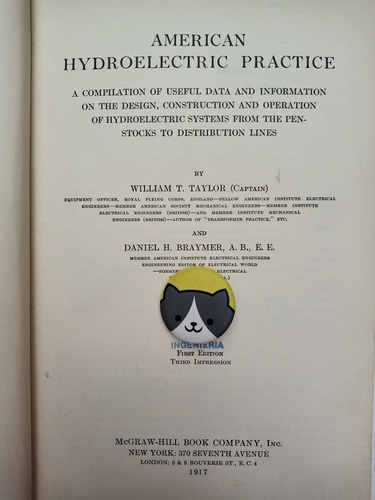 AMERICAN
HYDROELECTRIC PRACTICE
A COMPILATION OF USEFUL DATA AND INFORMATION
ON THE DESIGN, CONSTRUCTION AND OPERATION
OF HYDROELECTRIC SYSTEMS FROM THE PEN-
STOCKS TO DISTRIBUTION LINES
BY
WILLIAM T. TAYLOR (CAPTAIN)
EQUIPMENT OFFICER, ROYAL FLYING CORPS, ENGLAND—FELLOW AMERICAN INSTITUTE ELECTRICAL
ENGINEERS—MEMBER AMERICAN SOCIETY MECHANICAL ENGINEERS—MEMBER INSTITUTE
ELECTRICAL ENGINEERS (BRITISH)—AND MEMBER INSTITUTE MECHANICAL
ENGINEERS (BRITISH)—AUTHOR OF "TRANSFORMER PRACTICE," ETC.
AND
DANIEL H. BRAYMER, A. B., E. E.
MEMBER AMERICAN INSTITUTE ELECTRICAL ENGINEERS
ENGINEERING EDITOR OF ELECTRICAL WORLD
ELECTRICAL
INGENIERIA
FIRST EDITION
THIRD IMPRESSION
McGRAW-HILL BOOK COMPANY, INC.
NEW YORK: 370 SEVENTH AVENUE
LONDON: 6 & 8 BOUVERIE ST., E. C. 4
1917